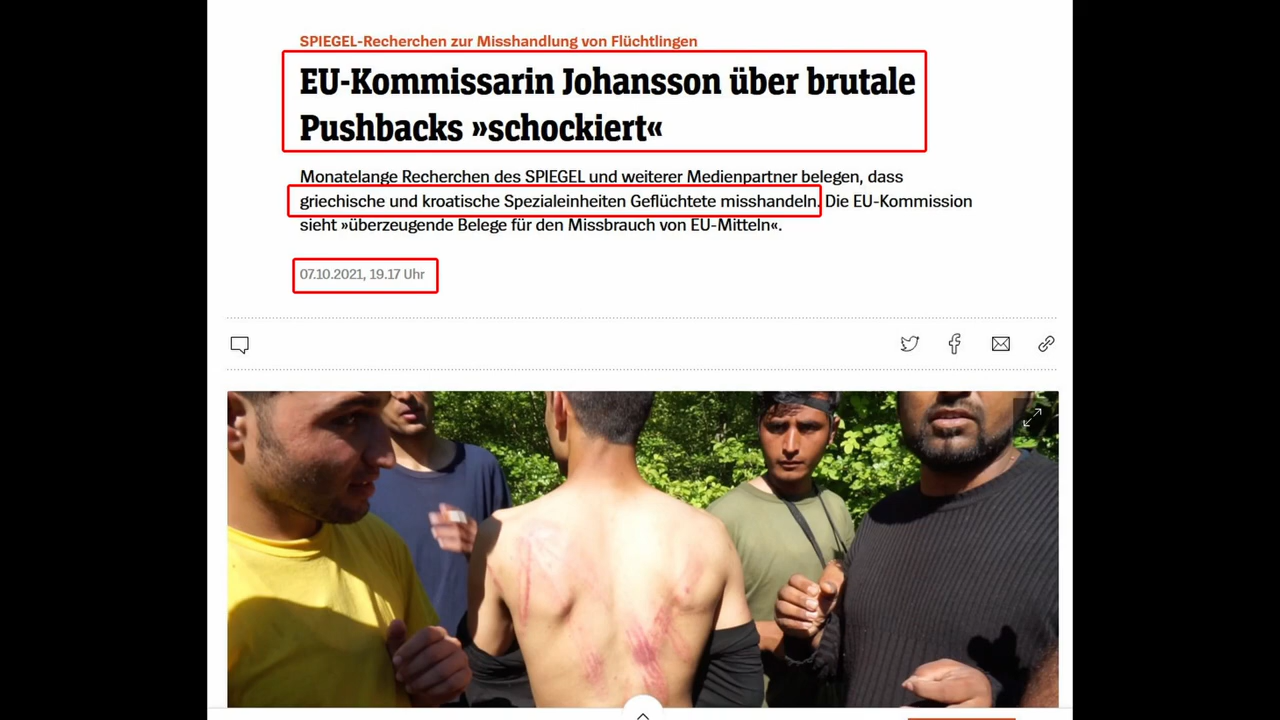 SPIEGEL-Recherchen zur Misshandlung von Flüchtlingen
EU-Kommissarin Johansson über brutale
Pushbacks »schockiert«
Monatelange Recherchen des SPIEGEL und weiterer Medienpartner belegen, dass
griechische und kroatische Spezialeinheiten Geflüchtete misshandeln. Die EU-Kommission
sieht »überzeugende Belege für den Missbrauch von EU-Mitteln«.
07.10.2021, 19.17 Uhr